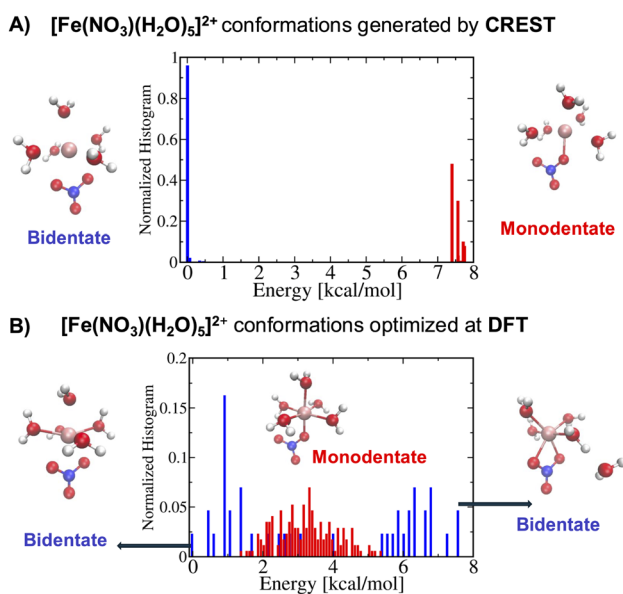 A) [Fe(NO₃)(H₂O)₅]²⁺ conformations generated by CREST
Normalized Histogram
1
0.8
0.6
0.4
0.2
0
0 1 2 3 4 5 6 7 8
Energy [kcal/mol]
Bidentate
Monodentate
B) [Fe(NO₃)(H₂O)₅]²⁺ conformations optimized at DFT
Normalized Histogram
0.2
0.15
0.1
0.05
0
0 2 4 6 8
Energy [kcal/mol]
Monodentate
Bidentate
Bidentate